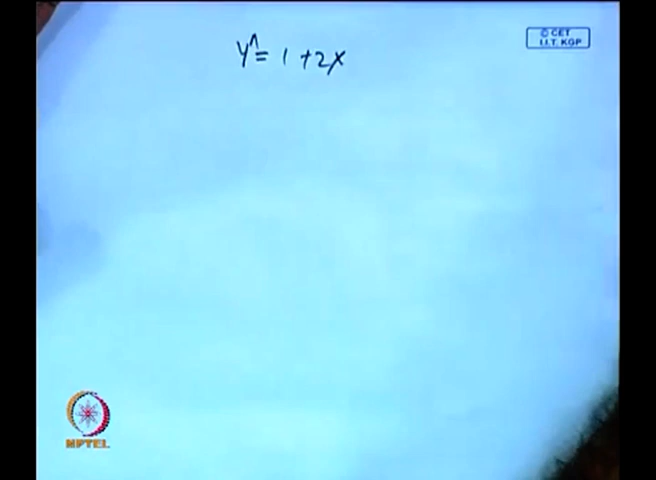 ŷ = 1 + 2x
© CET
I.I.T. KGP
NPTEL